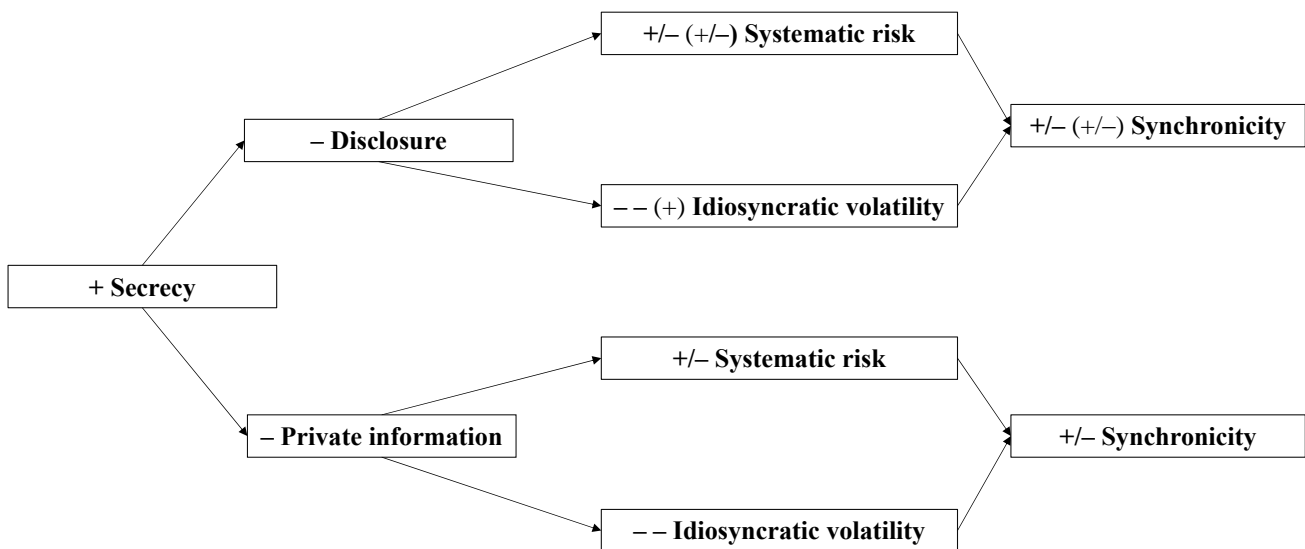 +/– (+/–) Systematic risk
– Disclosure
+/– (+/–) Synchronicity
– – (+) Idiosyncratic volatility
+ Secrecy
+/– Systematic risk
– Private information
+/– Synchronicity
– – Idiosyncratic volatility